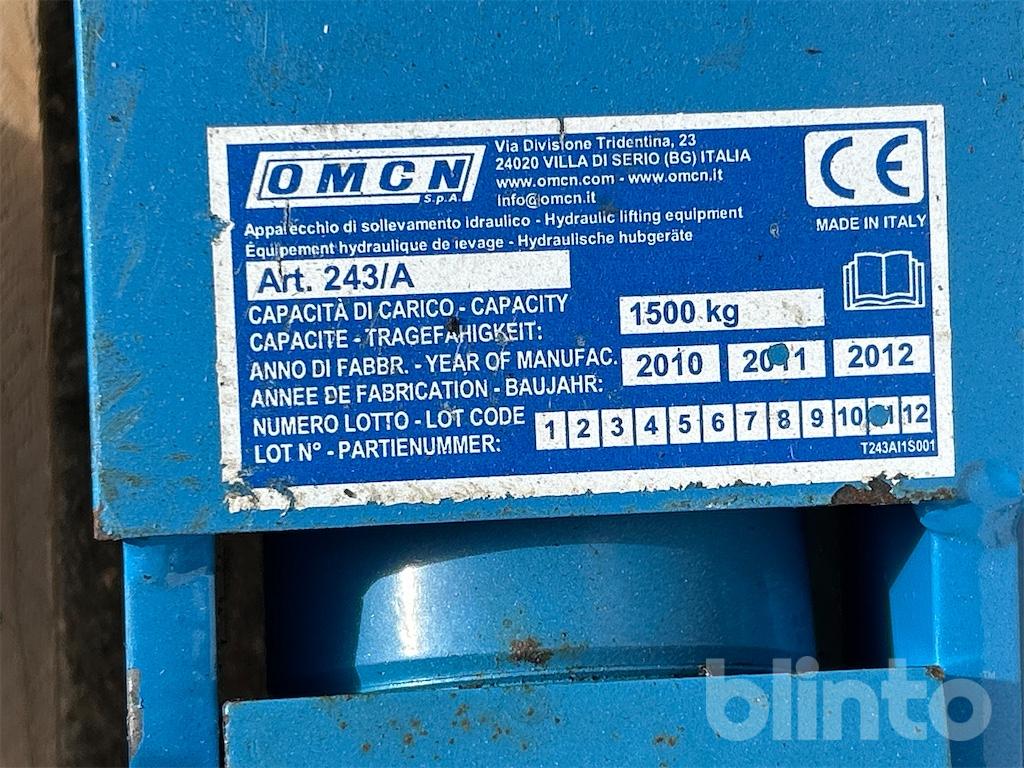 OMCN
S.p.A.
Via Divisione Tridentina, 23
24020 VILLA DI SERIO (BG) ITALIA
www.omcn.com - www.omcn.it
info@omcn.it
CE
MADE IN ITALY
Apparecchio di sollevamento idraulico - Hydraulic lifting equipment
Equipement hydraulique de levage - Hydraulische hubgeräte
Art. 243/A
CAPACITÀ DI CARICO - CAPACITY
CAPACITE - TRAGEFAHIGKEIT:
1500 kg
ANNO DI FABBR. - YEAR OF MANUFAC.
ANNEE DE FABRICATION - BAUJAHR:
2010 2011 2012
NUMERO LOTTO - LOT CODE
LOT N° - PARTIENUMMER:
1 2 3 4 5 6 7 8 9 10 11 12
T243AI1S001
blinto